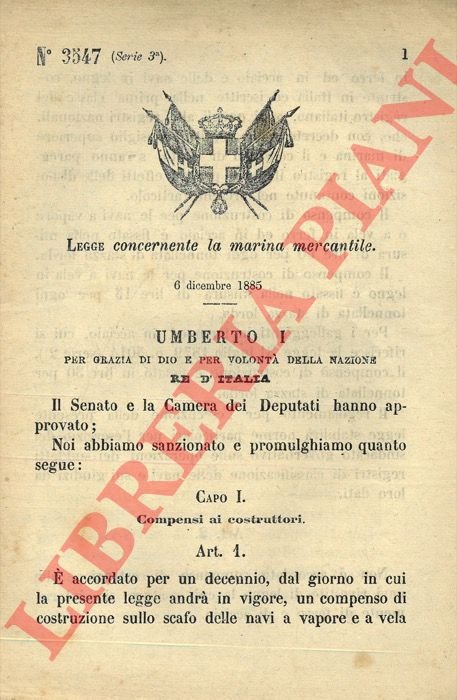 N° 3547 (Serie 3ª). 1
LEGGE concernente la marina mercantile.
6 dicembre 1885
UMBERTO I
PER GRAZIA DI DIO E PER VOLONTÀ DELLA NAZIONE
RE D'ITALIA
Il Senato e la Camera dei Deputati hanno ap-
provato;
Noi abbiamo sanzionato e promulghiamo quanto
segue:
CAPO I.
Compensi ai costruttori.
Art. 1.
È accordato per un decennio, dal giorno in cui
la presente legge andrà in vigore, un compenso di
costruzione sullo scafo delle navi a vapore e a vela
LIBRERIA PIANI